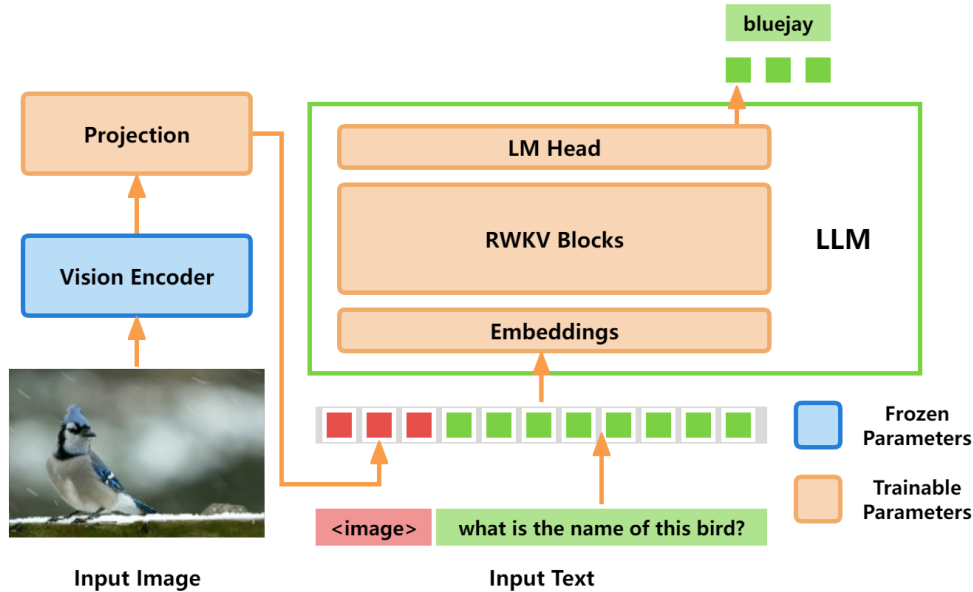 bluejay
Projection
LM Head
RWKV Blocks
LLM
Vision Encoder
Embeddings
Frozen
Parameters
Trainable
Parameters
<image>
what is the name of this bird?
Input Image
Input Text